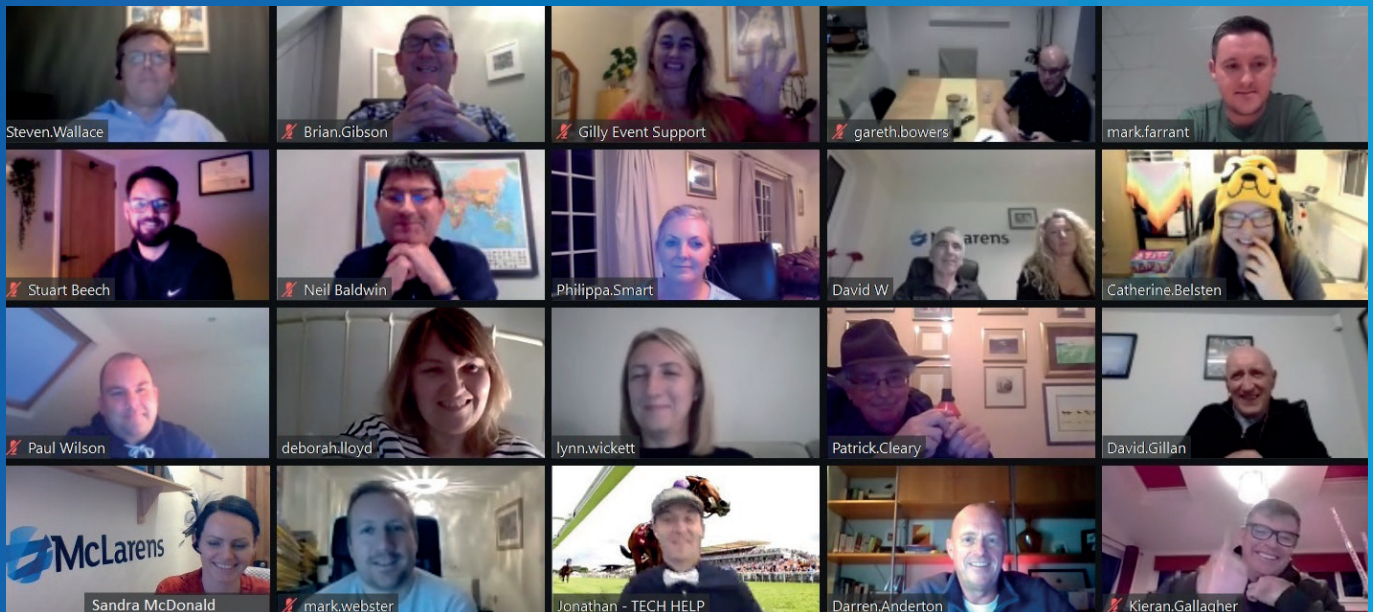 Steven.Wallace
Brian.Gibson
Gilly Event Support
gareth.bowers
mark.farrant
Stuart Beech
Neil Baldwin
Philippa.Smart
McLarens
David W
Catherine.Belsten
Paul Wilson
deborah.lloyd
lynn.wickett
Patrick.Cleary
David.Gillan
McLarens
Sandra McDonald
mark.webster
Jonathan - TECH HELP
Darren.Anderton
Kieran.Gallagher